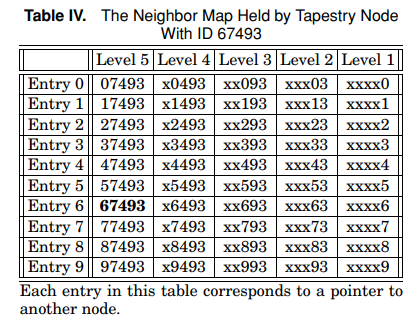 Table IV. The Neighbor Map Held by Tapestry Node
With ID 67493
Level 5 Level 4 Level 3 Level 2 Level 1
Entry 0 07493 x0493 xx093 xxx03 xxxx0
Entry 1 17493 x1493 xx193 xxx13 xxxx1
Entry 2 27493 x2493 xx293 xxx23 xxxx2
Entry 3 37493 x3493 xx393 xxx33 xxxx3
Entry 4 47493 x4493 xx493 xxx43 xxxx4
Entry 5 57493 x5493 xx593 xxx53 xxxx5
Entry 6 67493 x6493 xx693 xxx63 xxxx6
Entry 7 77493 x7493 xx793 xxx73 xxxx7
Entry 8 87493 x8493 xx893 xxx83 xxxx8
Entry 9 97493 x9493 xx993 xxx93 xxxx9
Each entry in this table corresponds to a pointer to
another node.